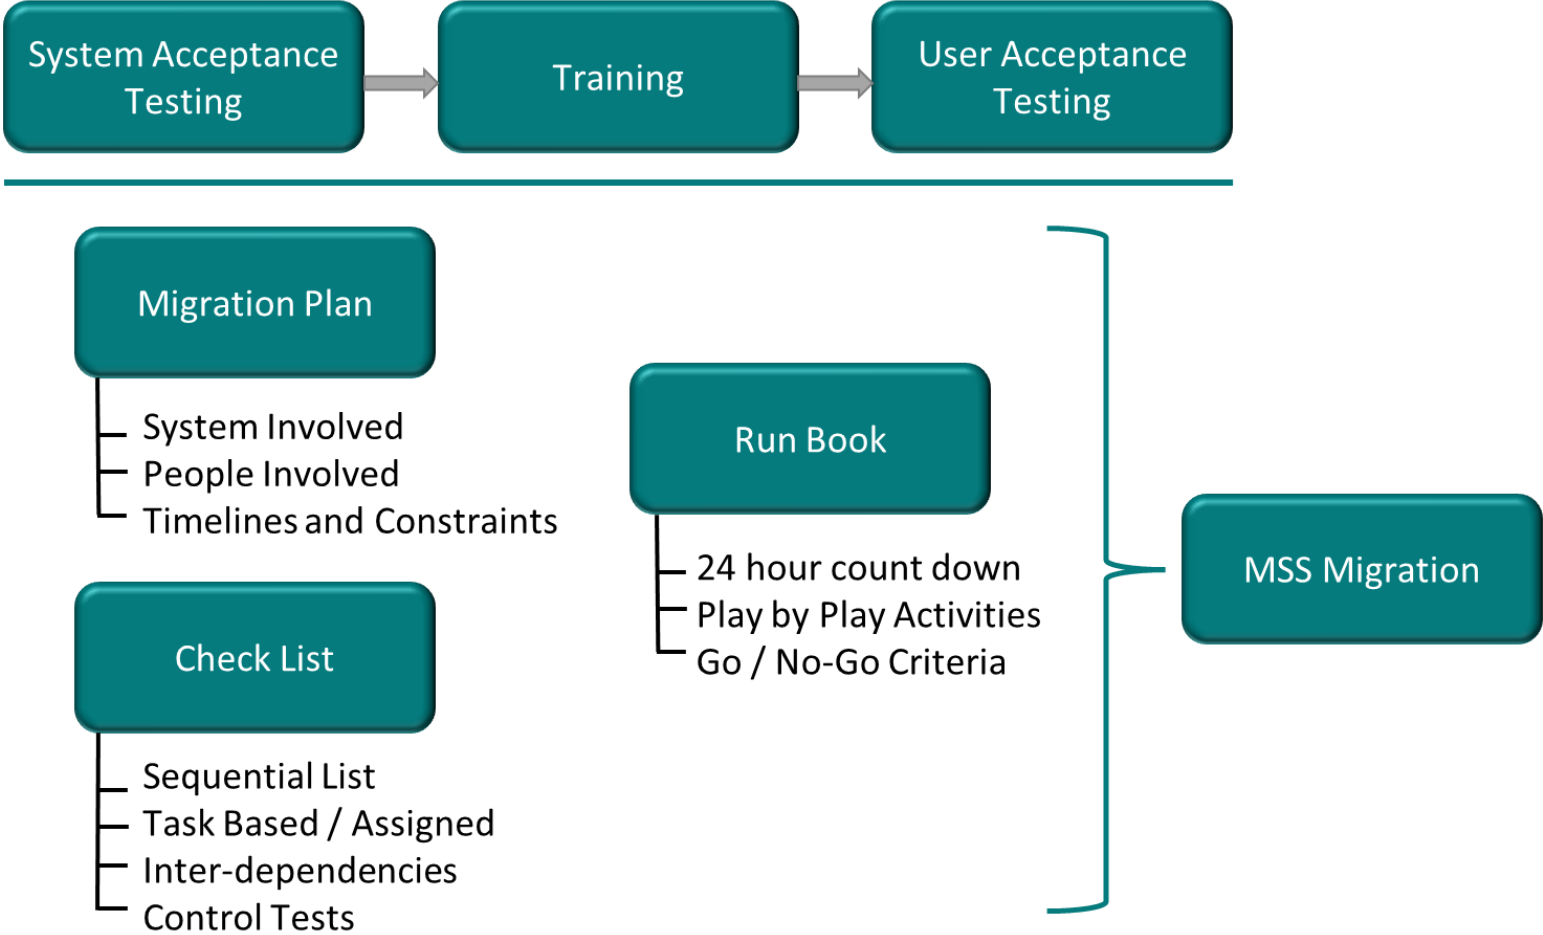 System Acceptance
Testing
Training
User Acceptance
Testing
Migration Plan
System Involved
People Involved
Timelines and Constraints
Check List
Sequential List
Task Based / Assigned
Inter-dependencies
Control Tests
Run Book
24 hour count down
Play by Play Activities
Go / No-Go Criteria
MSS Migration